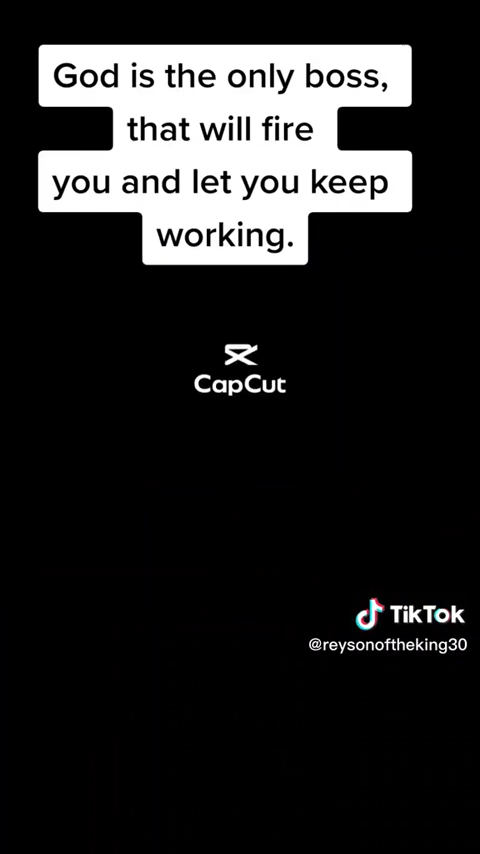 God is the only boss,
that will fire
you and let you keep
working.
CapCut
TikTok
@reysonoftheking30